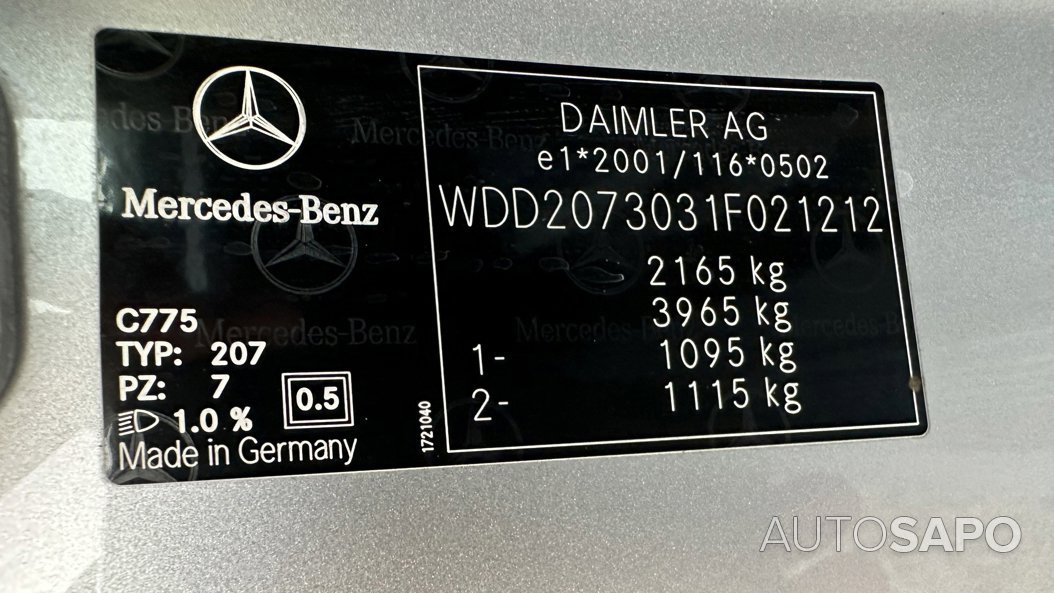 Mercedes-Benz
C775
TYP: 207
PZ: 7
1.0 %
0.5
Made in Germany
1721040
DAIMLER AG
e1*2001/116*0502
WDD2073031F021212
2165 kg
3965 kg
1- 1095 kg
2- 1115 kg
AUTOSAPO